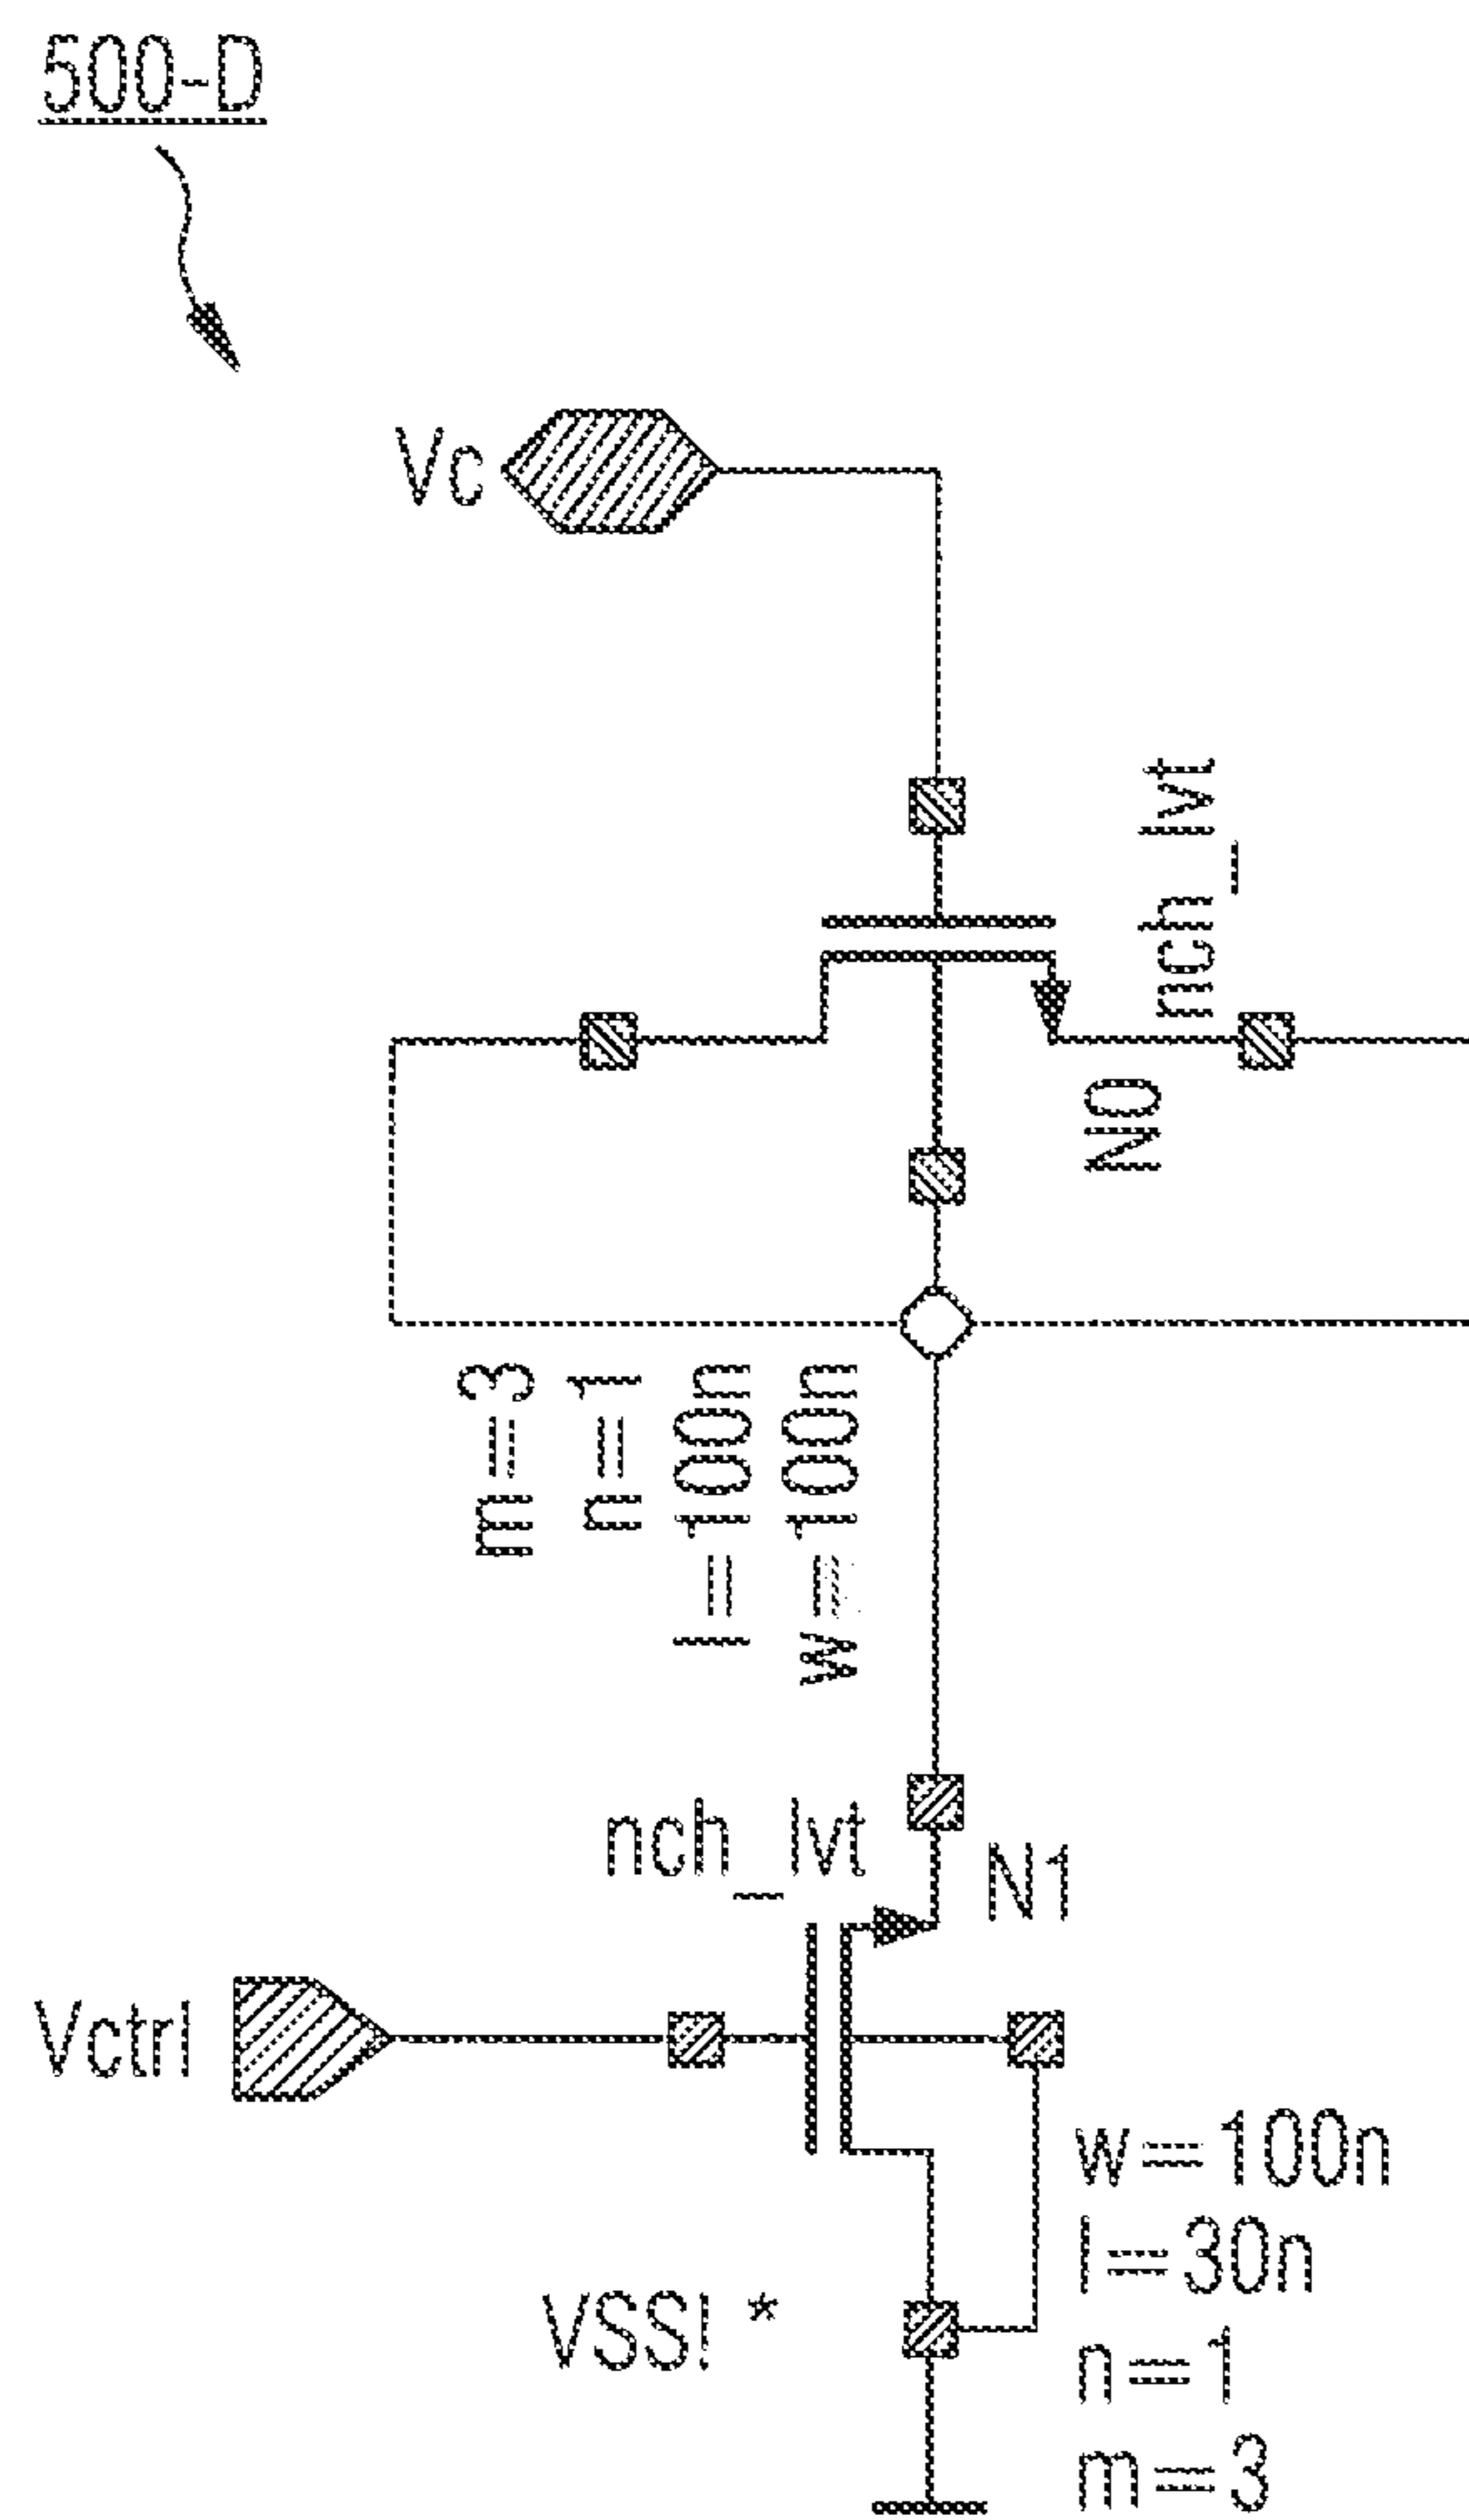 500-D
Vc
nch_lvt
N0
m=3
n=1
l=100n
w=100n
nch_lvt
N1
Vctrl
w=100n
l=30n
n=1
m=3
VSS! *